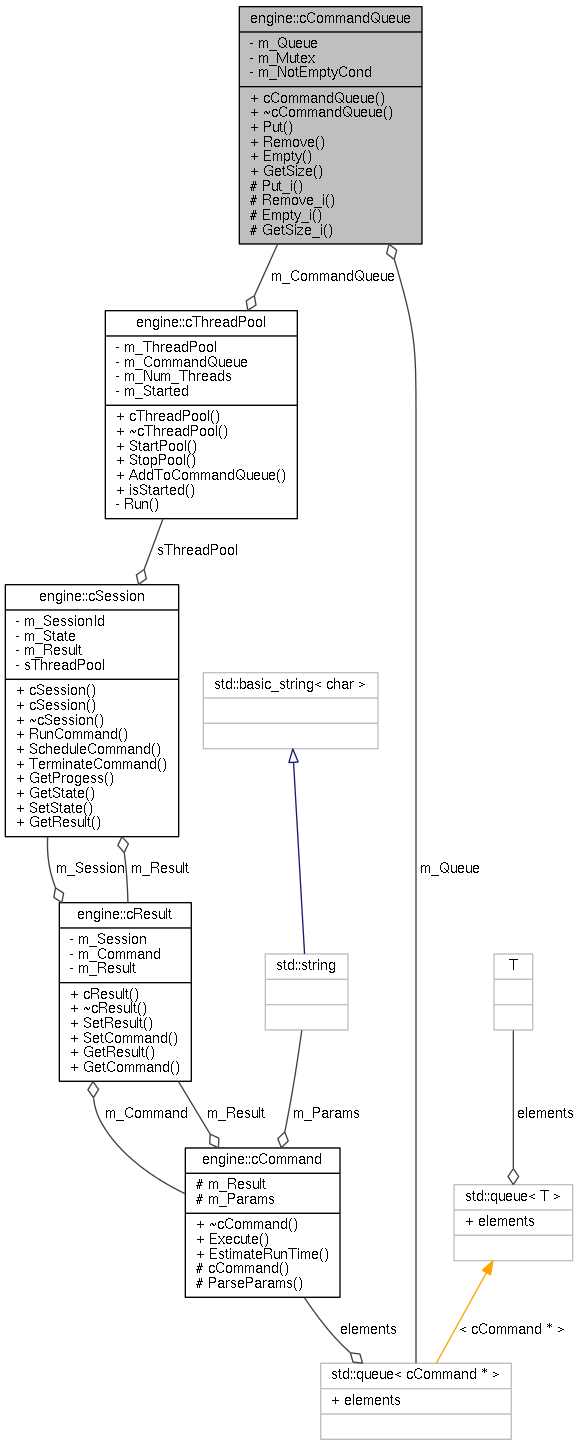 engine::cCommandQueue
- m_Queue
- m_Mutex
- m_NotEmptyCond
+ cCommandQueue()
+ ~cCommandQueue()
+ Put()
+ Remove()
+ Empty()
+ GetSize()
# Put_i()
# Remove_i()
# Empty_i()
# GetSize_i()
m_CommandQueue
engine::cThreadPool
- m_ThreadPool
- m_CommandQueue
- m_Num_Threads
- m_Started
+ cThreadPool()
+ ~cThreadPool()
+ StartPool()
+ StopPool()
+ AddToCommandQueue()
+ isStarted()
- Run()
sThreadPool
engine::cSession
- m_SessionId
- m_State
- m_Result
- sThreadPool
+ cSession()
+ cSession()
+ ~cSession()
+ RunCommand()
+ ScheduleCommand()
+ TerminateCommand()
+ GetProgess()
+ GetState()
+ SetState()
+ GetResult()
std::basic_string< char >
m_Session
m_Result
m_Queue
engine::cResult
- m_Session
- m_Command
- m_Result
+ cResult()
+ ~cResult()
+ SetResult()
+ SetCommand()
+ GetResult()
+ GetCommand()
std::string
T
m_Command
m_Result
m_Params
elements
engine::cCommand
# m_Result
# m_Params
+ ~cCommand()
+ Execute()
+ EstimateRunTime()
# cCommand()
# ParseParams()
std::queue< T >
+ elements
elements
< cCommand * >
std::queue< cCommand * >
+ elements